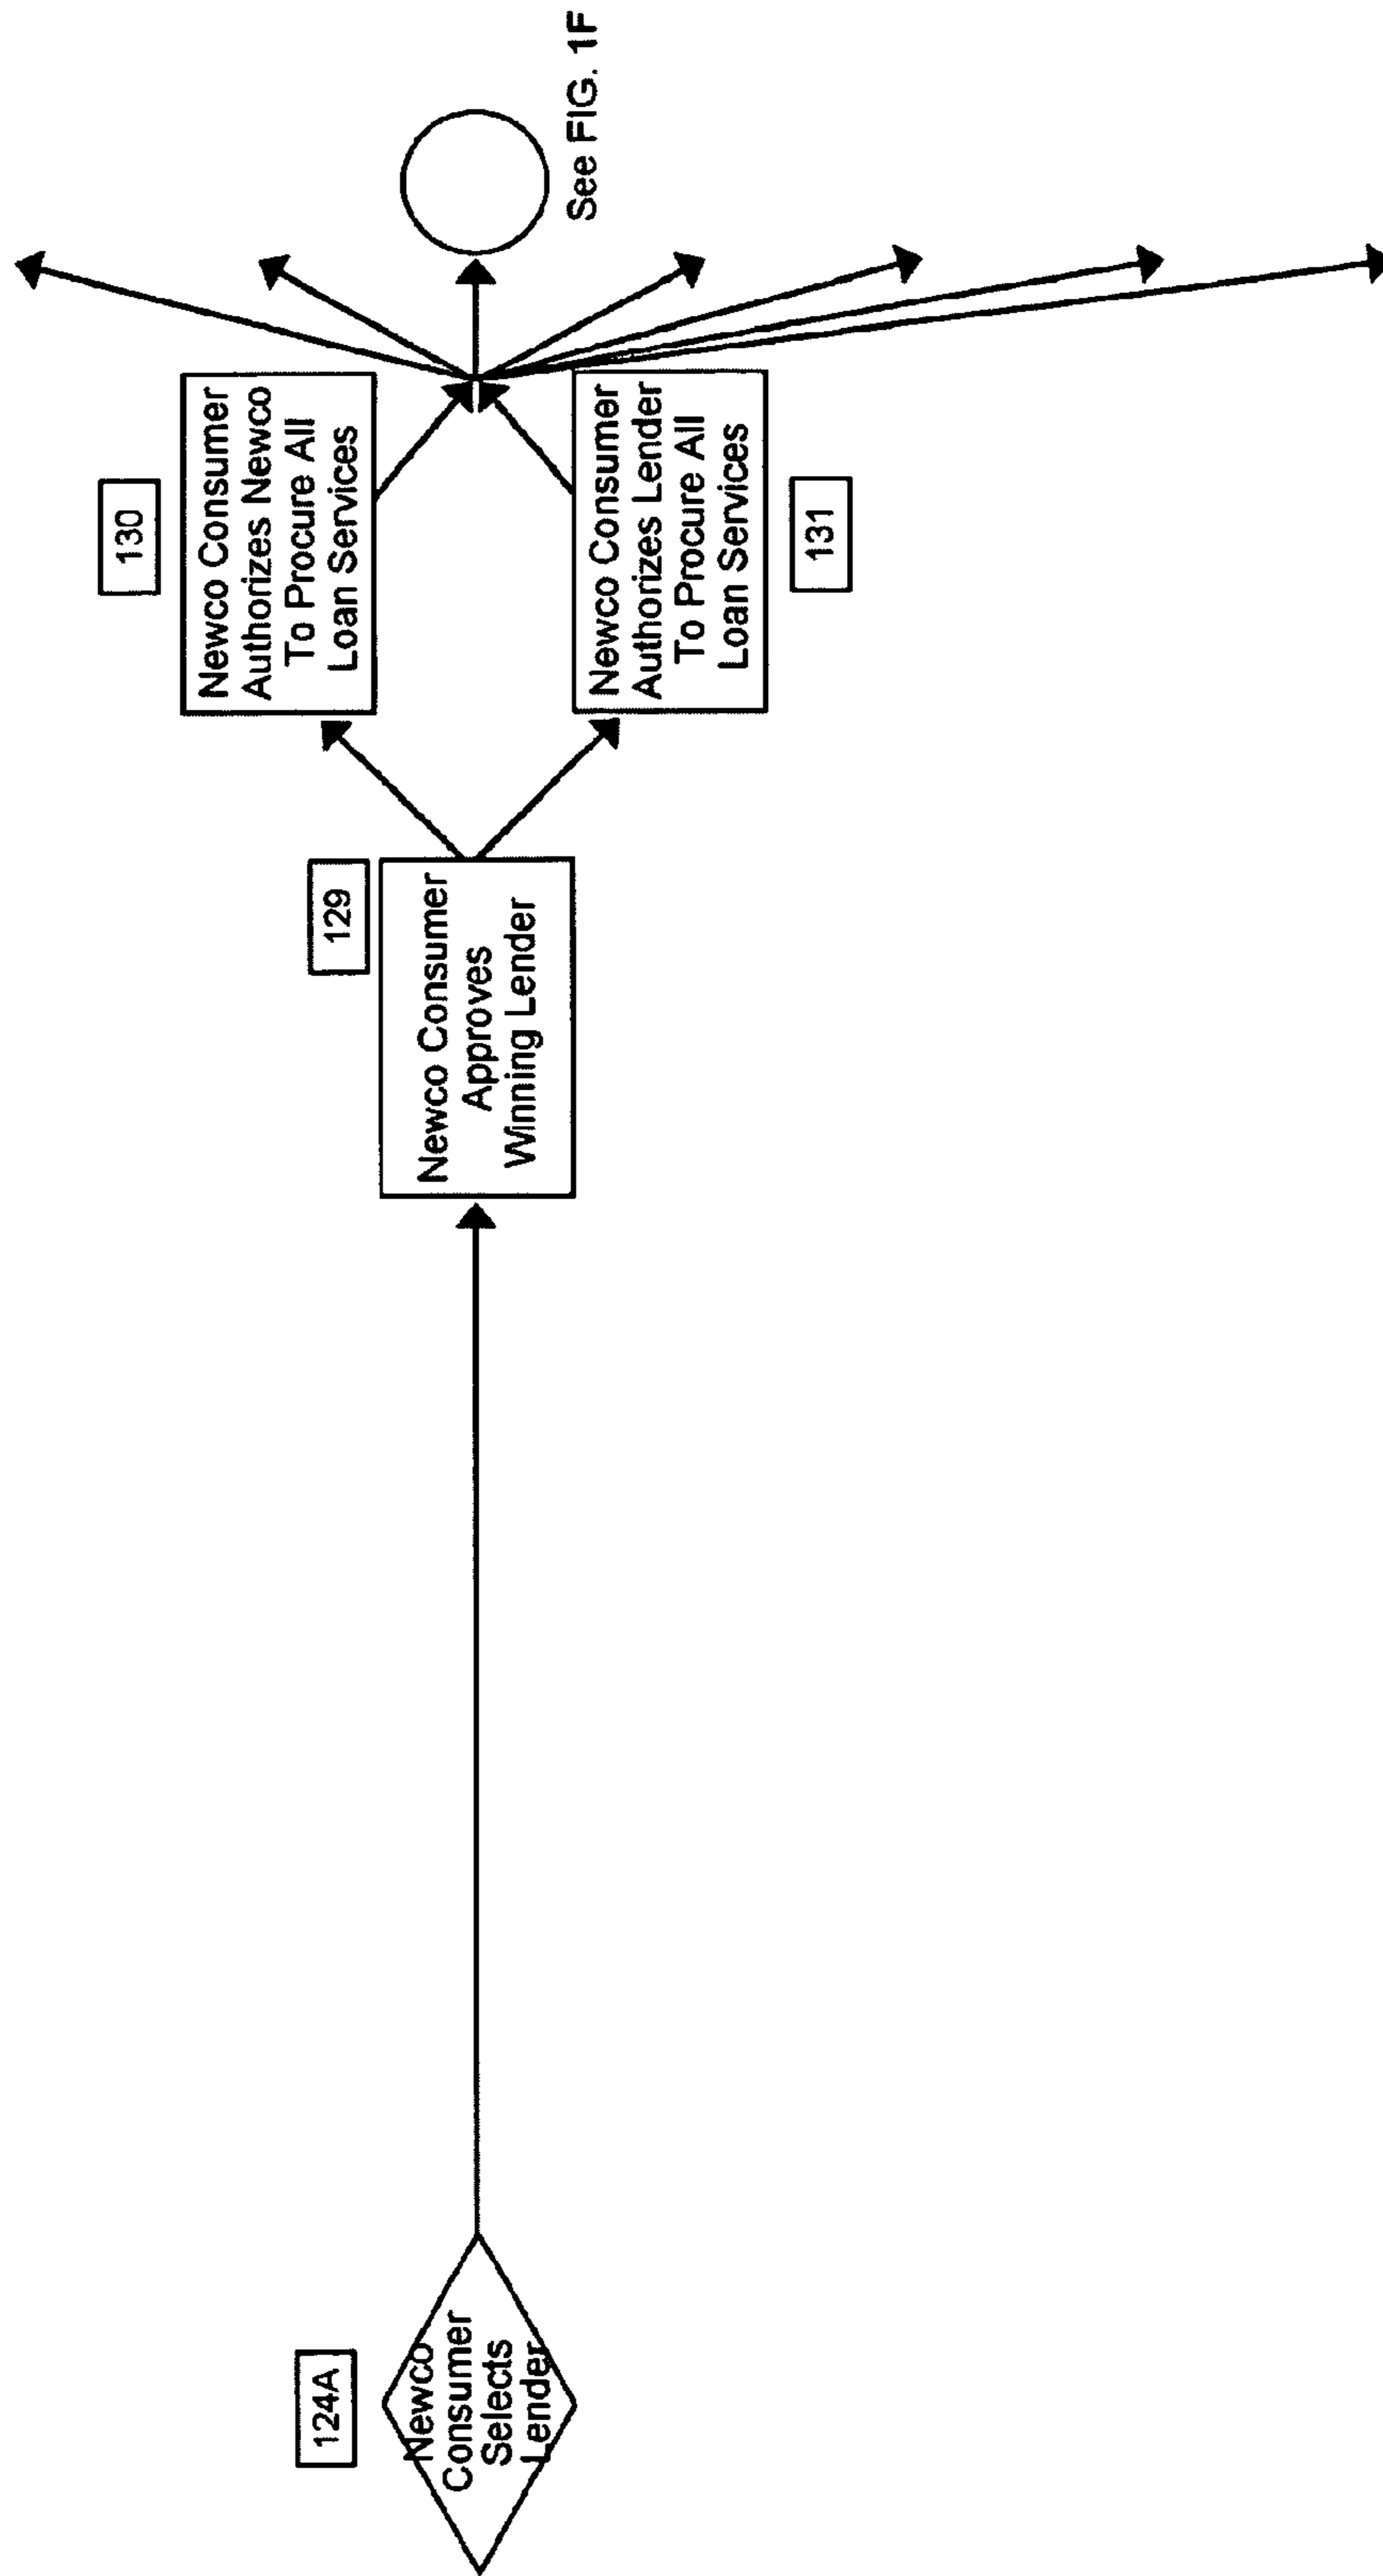 124A
Newco
Consumer
Selects
Lender
129
Newco Consumer
Approves
Winning Lender
130
Newco Consumer
Authorizes Newco
To Procure All
Loan Services
Newco Consumer
Authorizes Lender
To Procure All
Loan Services
131
See FIG. 1F